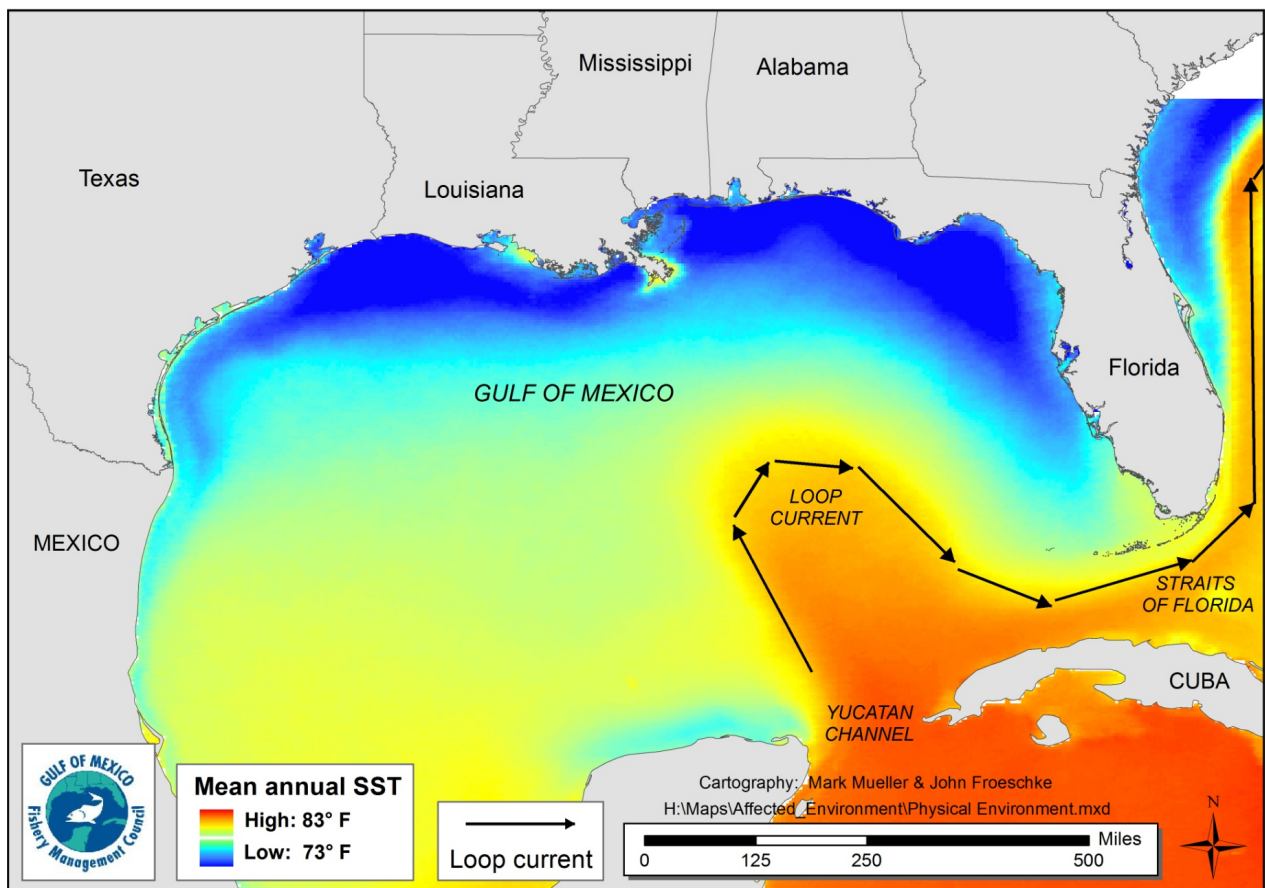 Mississippi
Alabama
Texas
Louisiana
Florida
GULF OF MEXICO
LOOP
CURRENT
MEXICO
STRAITS
OF FLORIDA
CUBA
YUCATAN
CHANNEL
GULF OF MEXICO
Fishery Management Council
Mean annual SST
High: 83° F
Low: 73° F
Loop current
Cartography: Mark Mueller & John Froeschke
H:\Maps\Affected_Environment\Physical Environment.mxd
Miles
0 125 250 500
N